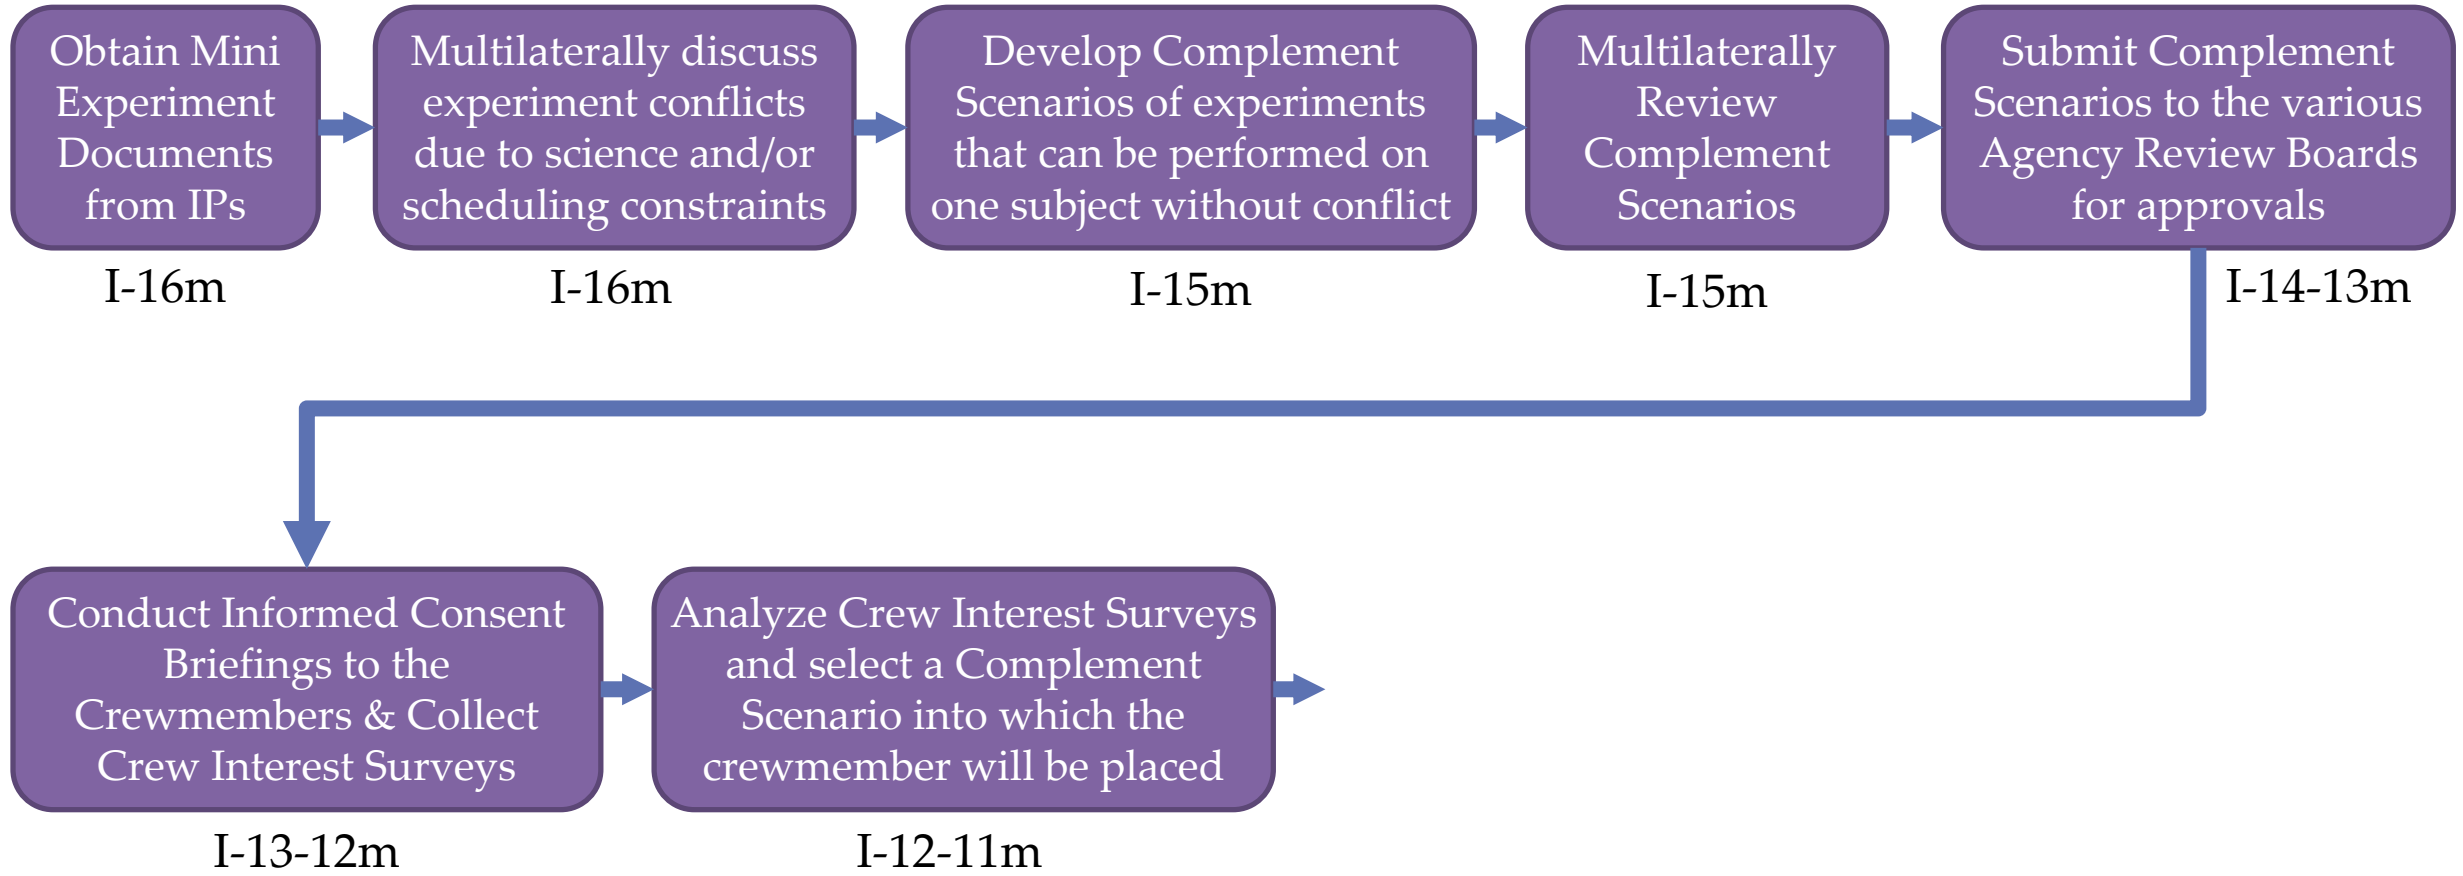 Obtain Mini
Experiment
Documents
from IPs
I-16m
Multilaterally discuss
experiment conflicts
due to science and/or
scheduling constraints
I-16m
Develop Complement
Scenarios of experiments
that can be performed on
one subject without conflict
I-15m
Multilaterally
Review
Complement
Scenarios
I-15m
Submit Complement
Scenarios to the various
Agency Review Boards
for approvals
I-14-13m
Conduct Informed Consent
Briefings to the
Crewmembers & Collect
Crew Interest Surveys
I-13-12m
Analyze Crew Interest Surveys
and select a Complement
Scenario into which the
crewmember will be placed
I-12-11m